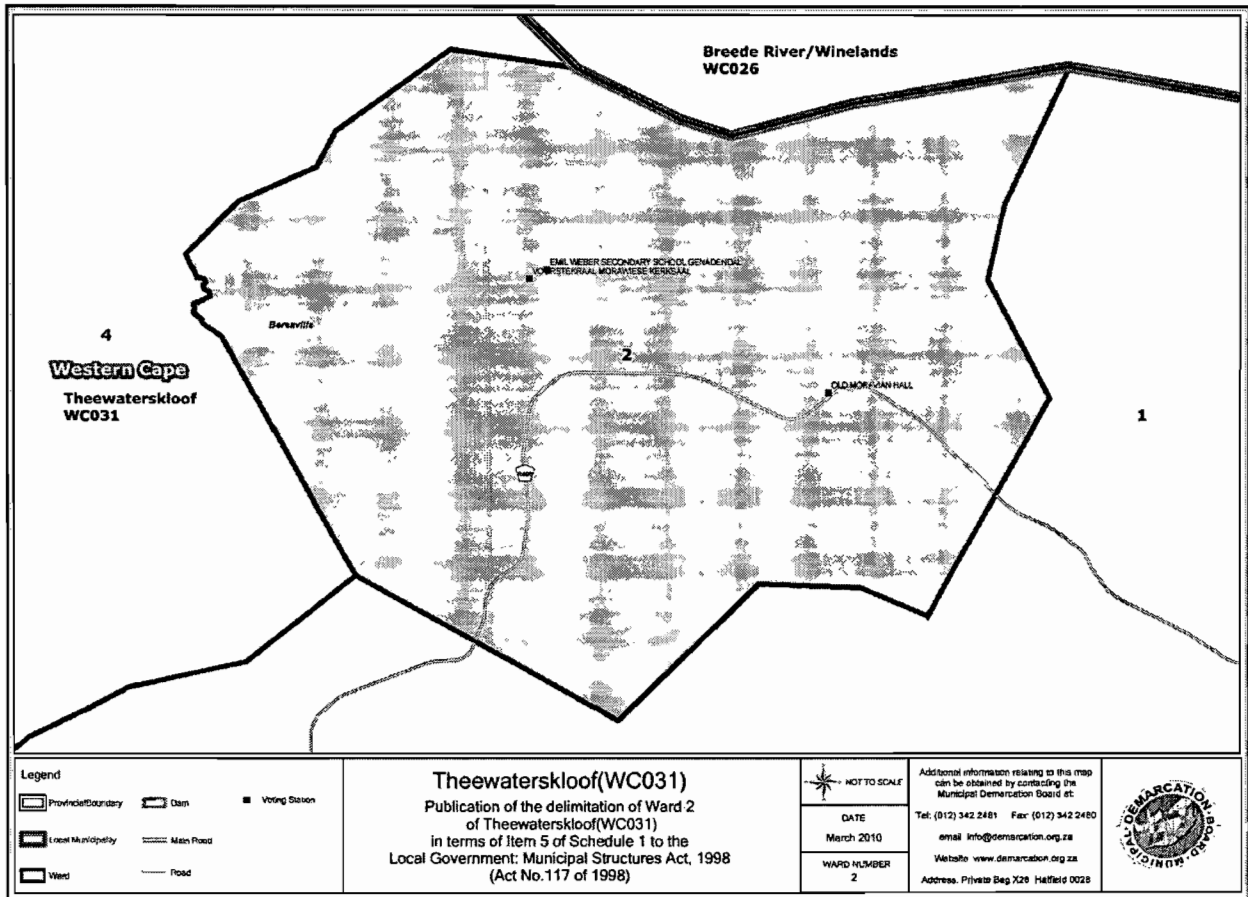 Breede River/Winelands
WC026
EMIL WEBER SECONDARY SCHOOL GENADENDAL
VOORSTEKRAAL MORAWIESE KERKSAAL
Bereaville
4
Western Cape
Theewaterskloof
WC031
2
OLD MORAVIAN HALL
1
Legend
ProvincialBoundary
Dam
Voting Station
Local Municipality
Main Road
Ward
Road
Theewaterskloof(WC031)
Publication of the delimitation of Ward 2
of Theewaterskloof(WC031)
in terms of Item 5 of Schedule 1 to the
Local Government: Municipal Structures Act, 1998
(Act No.117 of 1998)
NOT TO SCALE
DATE
March 2010
WARD NUMBER
2
Additional information relating to this map
can be obtained by contacting the
Municipal Demarcation Board at:
Tel: (012) 342 2481 Fax (012) 342 2480
email info@demarcation.org.za
Website www.demarcation.org.za
Address. Private Bag X28 Hatfield 0028
MUNICIPAL DEMARCATION BOARD